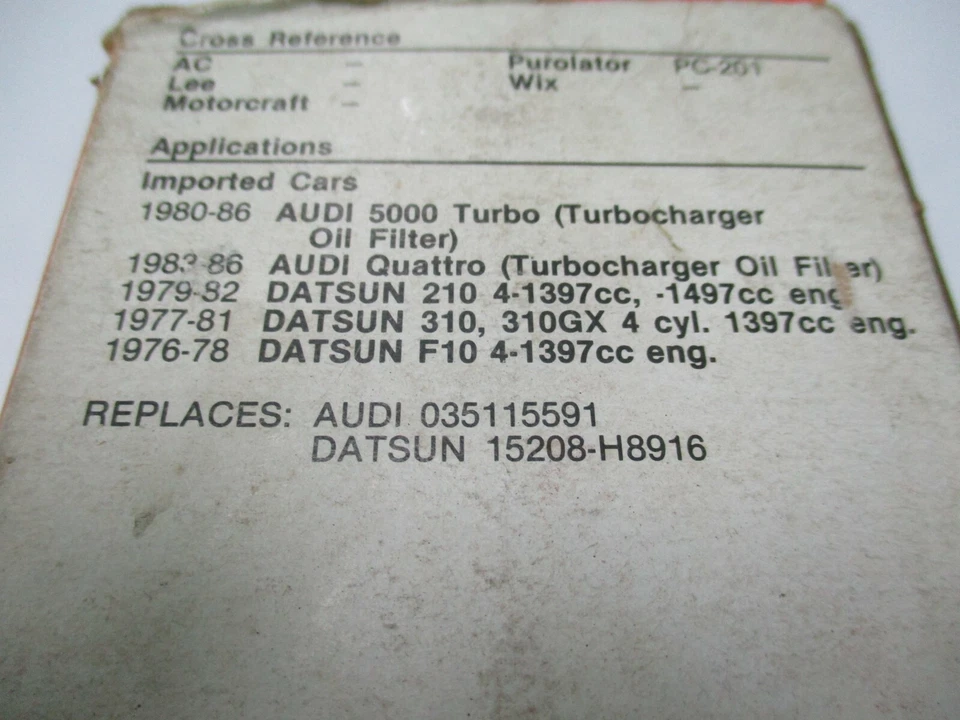 Cross Reference
AC - Purolator PC-201
Lee - Wix -
Motorcraft -
Applications
Imported Cars
1980-86 AUDI 5000 Turbo (Turbocharger
Oil Filter)
1983-86 AUDI Quattro (Turbocharger Oil Filter)
1979-82 DATSUN 210 4-1397cc, -1497cc eng
1977-81 DATSUN 310, 310GX 4 cyl. 1397cc eng.
1976-78 DATSUN F10 4-1397cc eng.
REPLACES: AUDI 035115591
DATSUN 15208-H8916